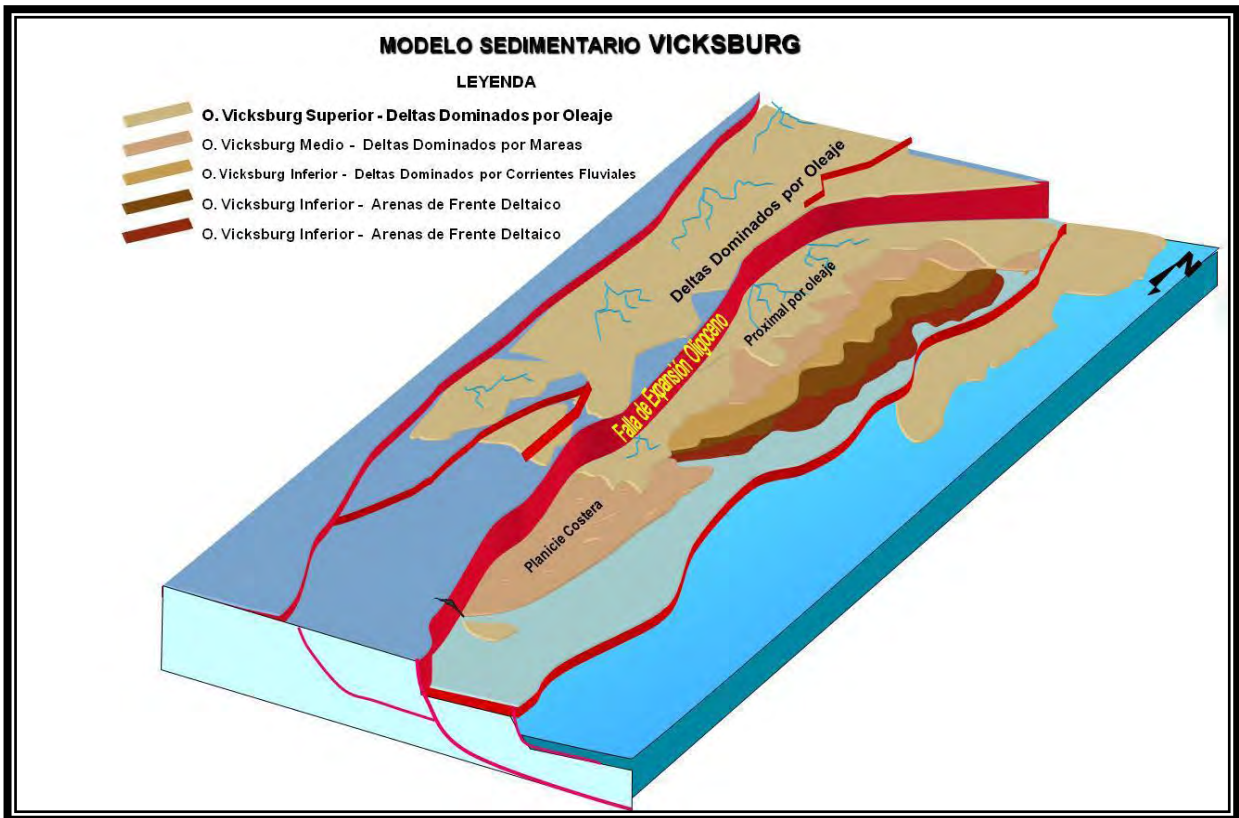 MODELO SEDIMENTARIO VICKSBURG
LEYENDA
O. Vicksburg Superior - Deltas Dominados por Oleaje
O. Vicksburg Medio - Deltas Dominados por Mareas
O. Vicksburg Inferior - Deltas Dominados por Corrientes Fluviales
O. Vicksburg Inferior - Arenas de Frente Deltaico
O. Vicksburg Inferior - Arenas de Frente Deltaico
Deltas Dominados por Oleaje
Proximal por oleaje
Falla de Expansión Oligoceno
Planicie Costera
N